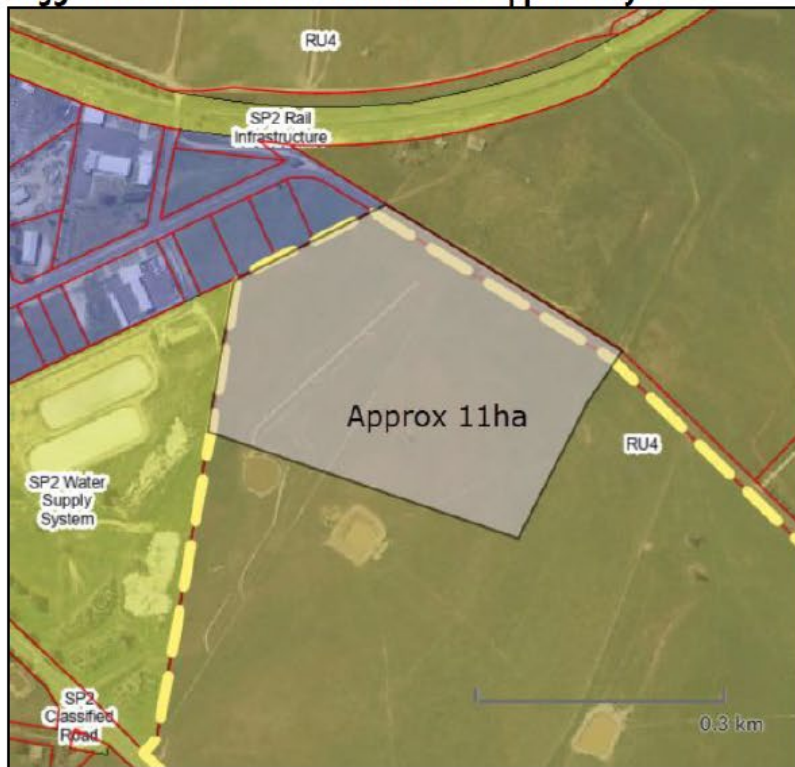 RU4
SP2 Rail
Infrastructure
Approx 11ha
RU4
SP2 Water
Supply
System
SP2
Classified
Road
0.3 km